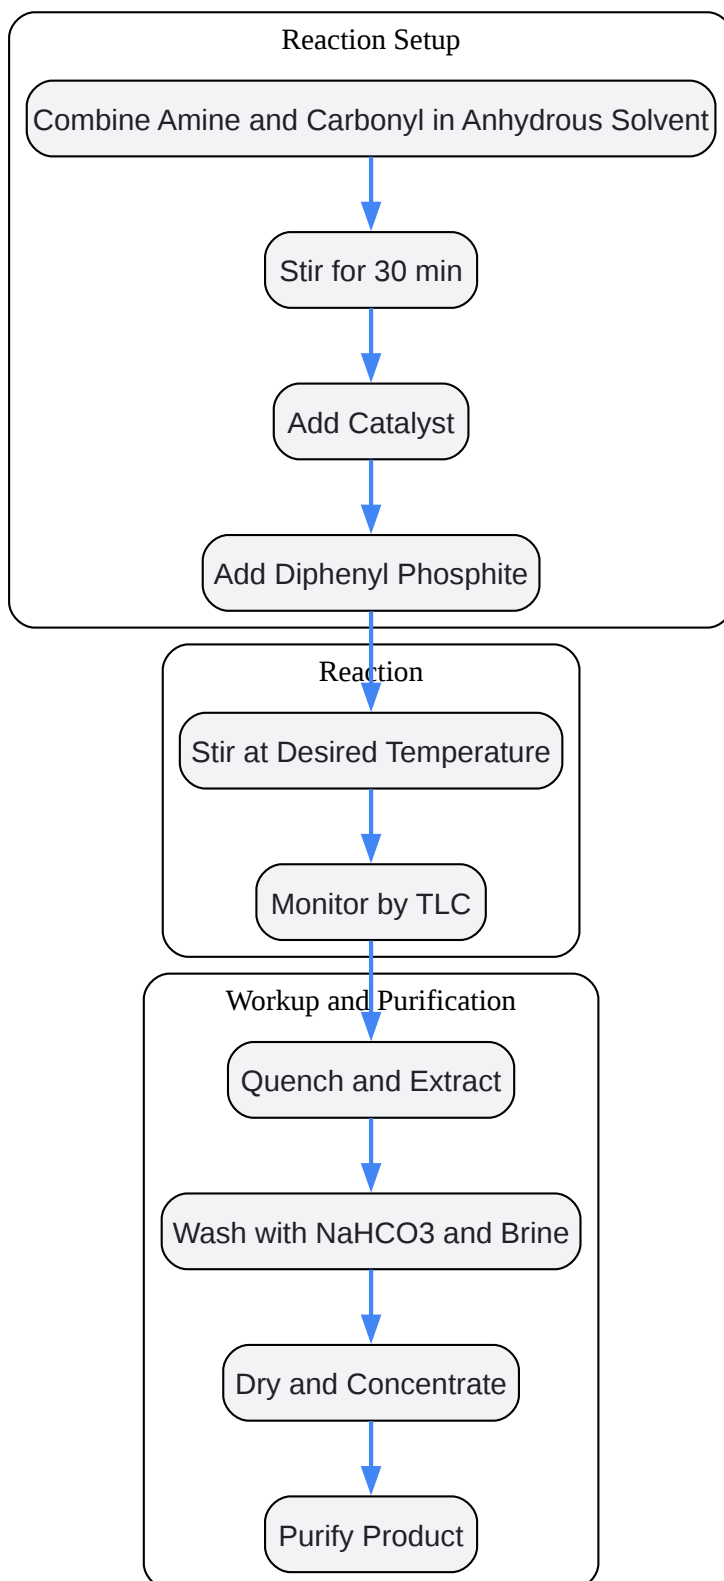 Reaction Setup
Combine Amine and Carbonyl in Anhydrous Solvent
Stir for 30 min
Add Catalyst
Add Diphenyl Phosphite
Reaction
Stir at Desired Temperature
Monitor by TLC
Workup and Purification
Quench and Extract
Wash with NaHCO3 and Brine
Dry and Concentrate
Purify Product